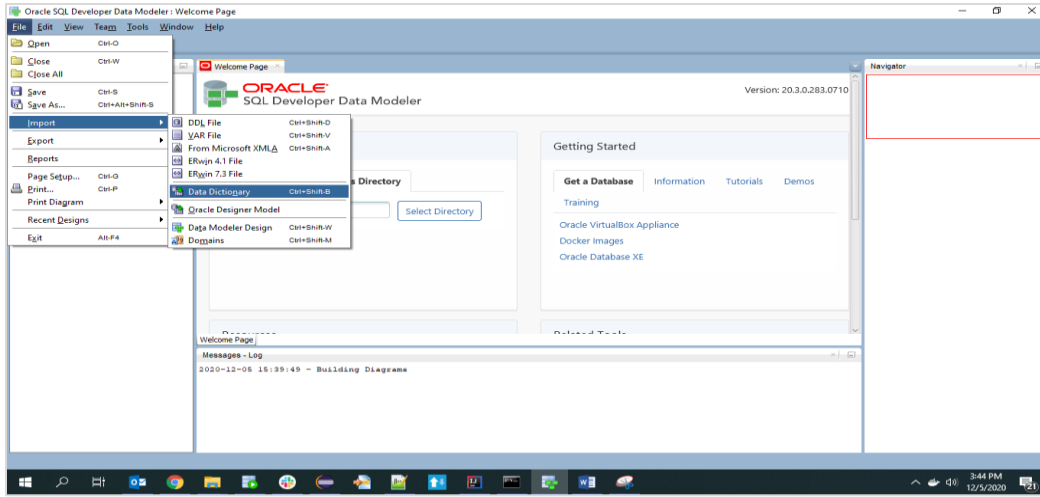 Oracle SQL Developer Data Modeler : Welcome Page
File Edit View Team Tools Window Help
Open Ctrl-O
Close Ctrl-W
Close All
Save Ctrl-S
Save As... Ctrl+Alt+Shift-S
Import
Export
Reports
Page Setup... Ctrl-G
Print... Ctrl-P
Print Diagram
Recent Designs
Exit Alt-F4
DDL File Ctrl+Shift-D
VAR File Ctrl+Shift-V
From Microsoft XMLA Ctrl+Shift-A
ERwin 4.1 File
ERwin 7.3 File
Data Dictionary Ctrl+Shift-B
Oracle Designer Model
Data Modeler Design Ctrl+Shift-W
Domains Ctrl+Shift-M
Welcome Page
ORACLE
SQL Developer Data Modeler
Version: 20.3.0.283.0710
s Directory
Select Directory
Getting Started
Get a Database Information Tutorials Demos
Training
Oracle VirtualBox Appliance
Docker Images
Oracle Database XE
Welcome Page
Messages - Log
2020-12-05 15:39:49 - Building Diagrams
Navigator
3:44 PM
12/5/2020
21